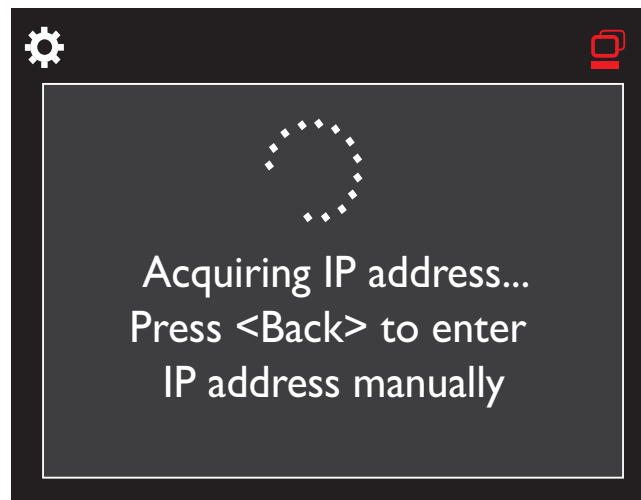 Acquiring IP address...
Press <Back> to enter
IP address manually